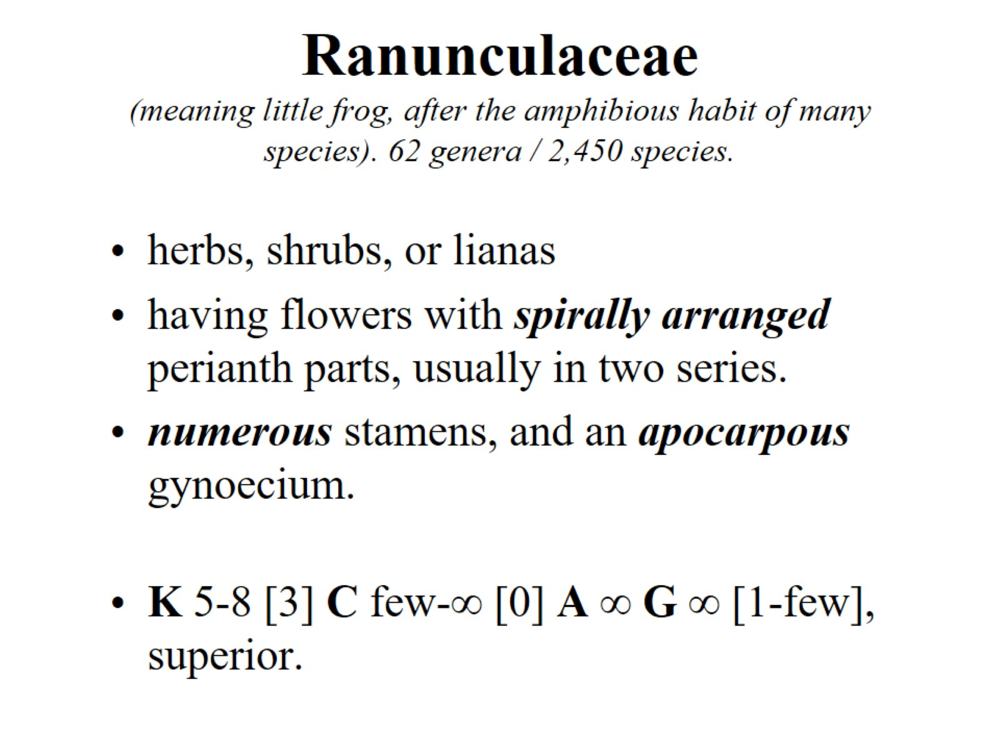 Ranunculaceae
(meaning little frog, after the amphibious habit of many
species). 62 genera / 2,450 species.
• herbs, shrubs, or lianas
• having flowers with spirally arranged
perianth parts, usually in two series.
• numerous stamens, and an apocarpous
gynoecium.
• K 5-8 [3] C few-∞ [0] A ∞ G ∞ [1-few],
superior.